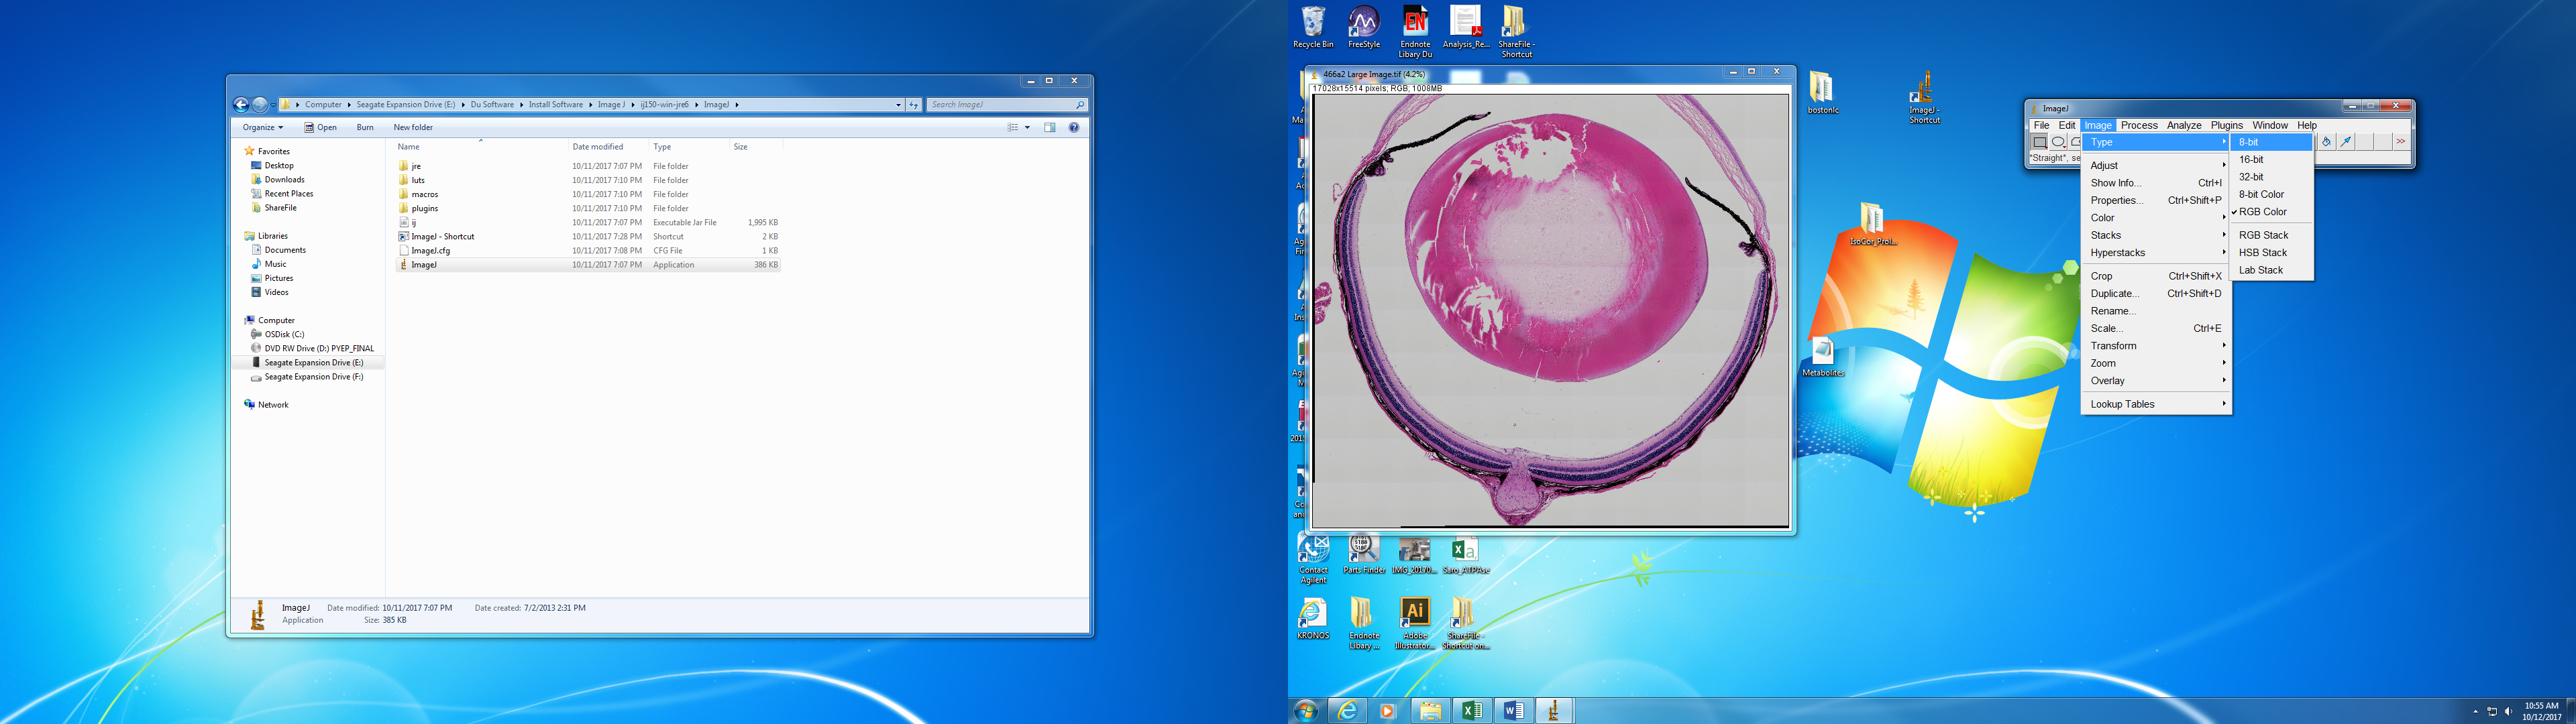 Computer ▸ Seagate Expansion Drive (E:) ▸ Du Software ▸ Install Software ▸ Image J ▸ ij150-win-jre6 ▸ ImageJ ▸
Search ImageJ
Organize Open Burn New folder
Favorites
Desktop
Downloads
Recent Places
ShareFile
Libraries
Documents
Music
Pictures
Videos
Computer
OSDisk (C:)
DVD RW Drive (D:) PYEP_FINAL
Seagate Expansion Drive (E:)
Seagate Expansion Drive (F:)
Network
Name Date modified Type Size
jre 10/11/2017 7:07 PM File folder
luts 10/11/2017 7:10 PM File folder
macros 10/11/2017 7:10 PM File folder
plugins 10/11/2017 7:10 PM File folder
ij 10/11/2017 7:07 PM Executable Jar File 1,995 KB
ImageJ - Shortcut 10/11/2017 7:28 PM Shortcut 2 KB
ImageJ.cfg 10/11/2017 7:08 PM CFG File 1 KB
ImageJ 10/11/2017 7:07 PM Application 386 KB
ImageJ Date modified: 10/11/2017 7:07 PM Date created: 7/2/2013 2:31 PM
Application Size: 385 KB
Recycle Bin
FreeStyle
EN
Endnote
Libary Du
Analysis_Re...
ShareFile -
Shortcut
466a2 Large Image.tif (4.2%)
17028x15514 pixels; RGB; 1008MB
bostonlc
ImageJ -
Shortcut
Metabolites
ImageJ
File Edit Image Process Analyze Plugins Window Help
>>
"Straight", se
Type
Adjust
Show Info... Ctrl+I
Properties... Ctrl+Shift+P
Color
Stacks
Hyperstacks
Crop Ctrl+Shift+X
Duplicate... Ctrl+Shift+D
Rename...
Scale... Ctrl+E
Transform
Zoom
Overlay
Lookup Tables
8-bit
16-bit
32-bit
8-bit Color
RGB Color
RGB Stack
HSB Stack
Lab Stack
Contact
Agilent
Parts Finder
IMG_20170...
Saro_ATPAse
KRONOS
Endnote
Libary ...
Ai
Adobe
Illustrator...
ShareFile -
Shortcut on...
10:55 AM
10/12/2017